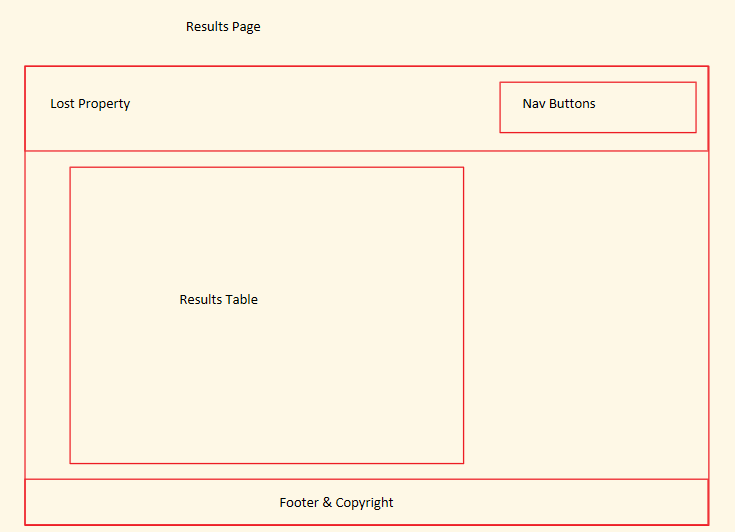 Results Page
Lost Property
Nav Buttons
Results Table
Footer & Copyright